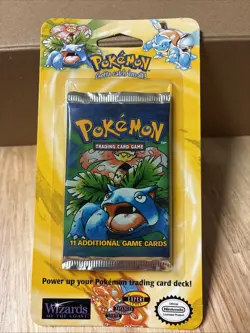 POKéMON
Gotta catch 'em all!
POKéMON
TRADING CARD GAME
11 ADDITIONAL GAME CARDS
Power up your Pokémon trading card deck!
Wizards
OF THE COAST
EXPERT
Nintendo